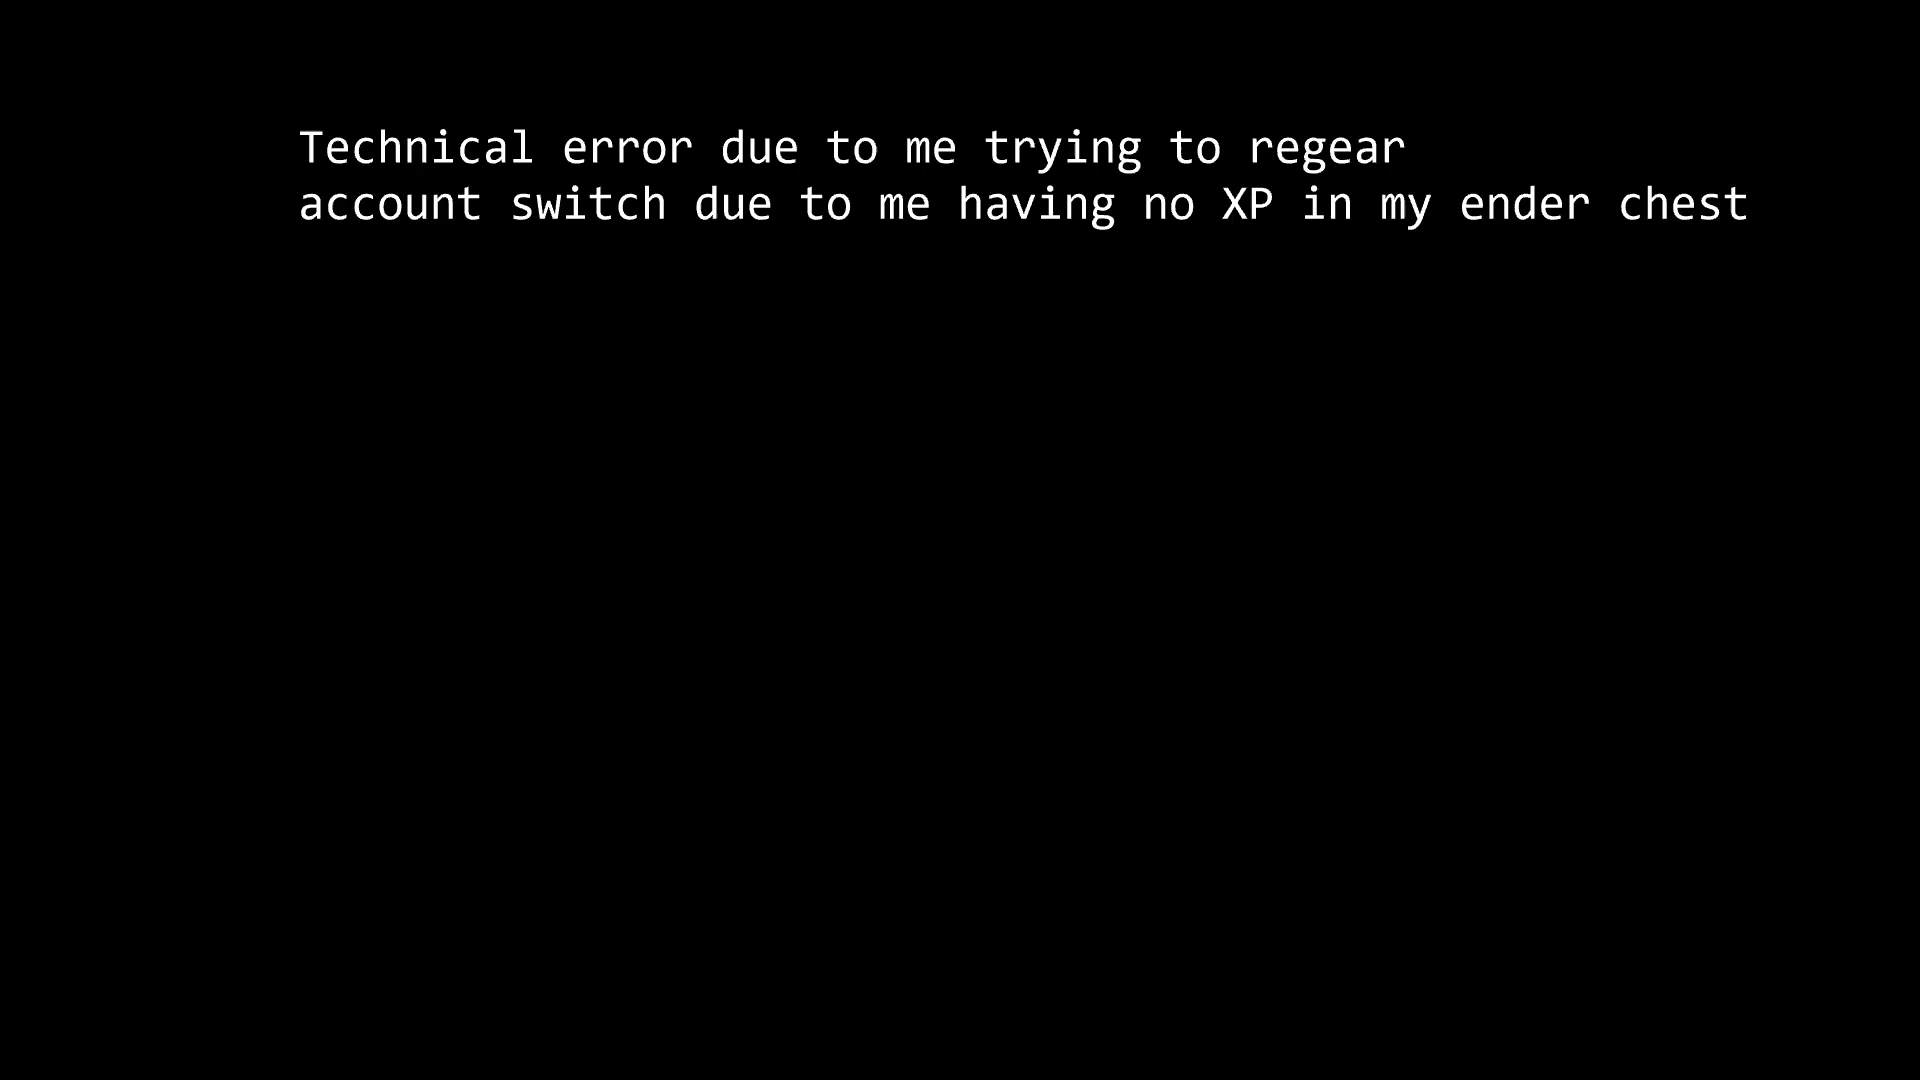 Technical error due to me trying to regear
account switch due to me having no XP in my ender chest